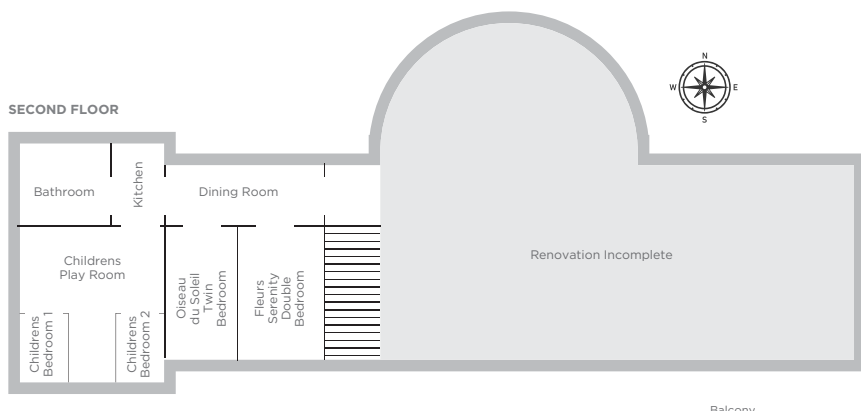 N
W E
S
SECOND FLOOR
Bathroom
Kitchen
Dining Room
Childrens
Play Room
Oiseau
du Soleil
Twin
Bedroom
Fleurs
Serenity
Double
Bedroom
Renovation Incomplete
Childrens
Bedroom 1
Childrens
Bedroom 2
Balcony